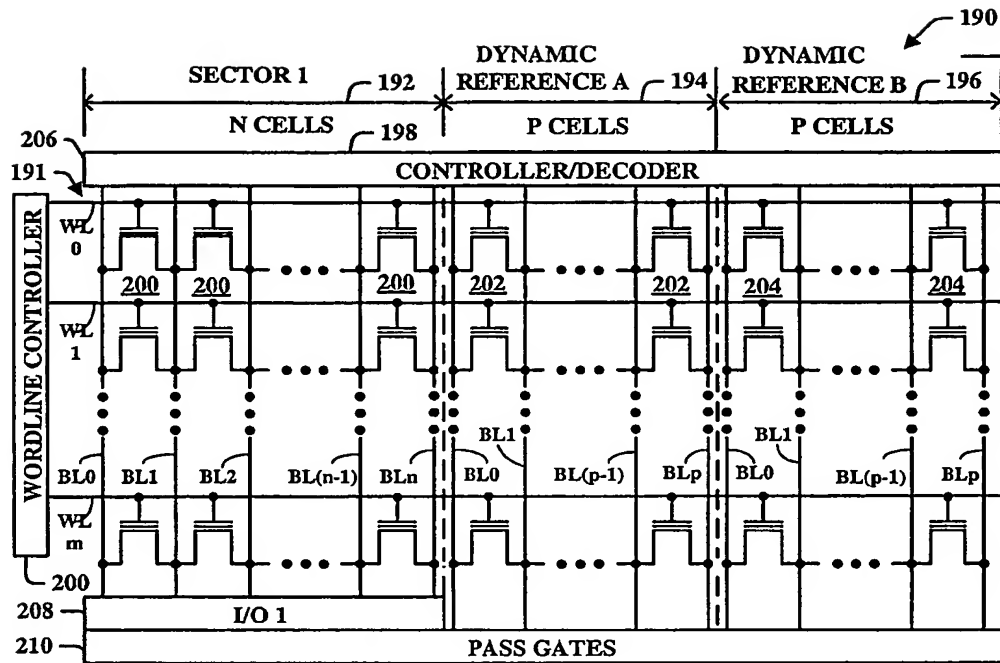 190
SECTOR 1
DYNAMIC REFERENCE A
DYNAMIC REFERENCE B
192
194
196
N CELLS
P CELLS
P CELLS
198
206
CONTROLLER/DECODER
191
WORDLINE CONTROLLER
WL 0
200
200
200
202
202
204
204
WL 1
BL0
BL1
BL2
BL(n-1)
BLn
BL0
BL1
BL(p-1)
BLp
BL0
BL1
BL(p-1)
BLp
WL m
200
208
I/O 1
210
PASS GATES